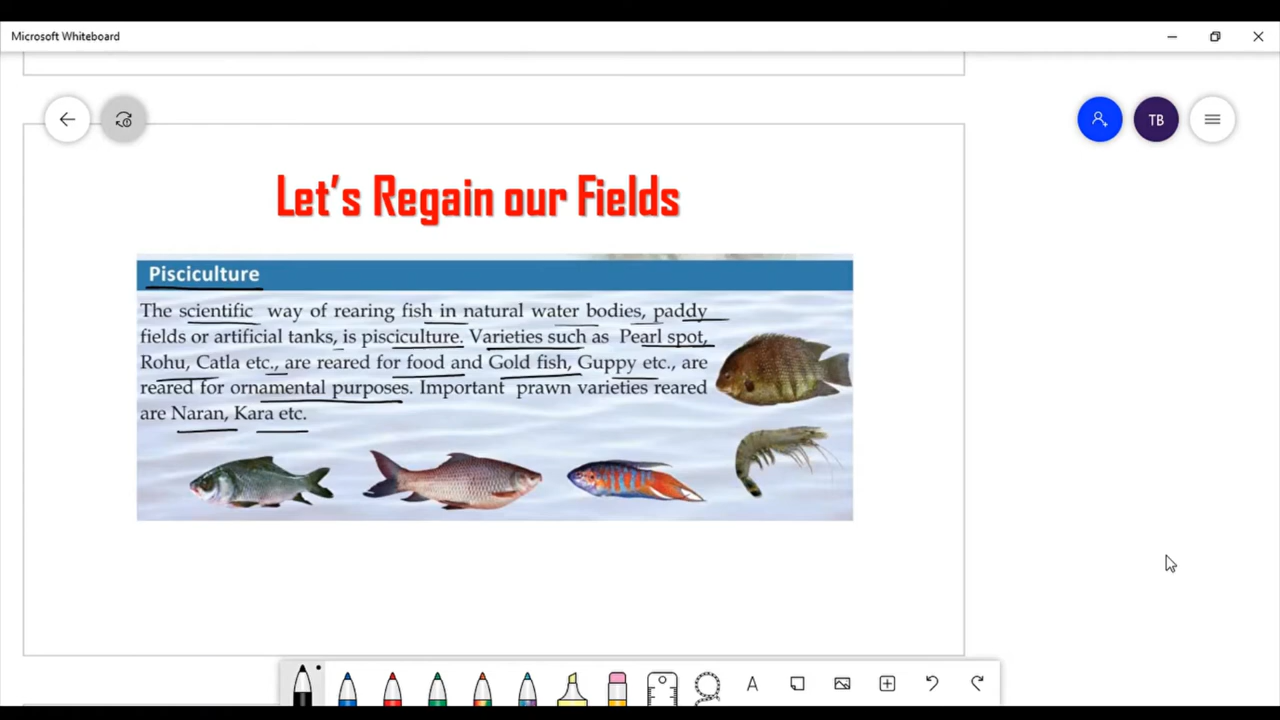 Microsoft Whiteboard
TB
Let's Regain our Fields
Pisciculture
The scientific way of rearing fish in natural water bodies, paddy
fields or artificial tanks, is pisciculture. Varieties such as Pearl spot,
Rohu, Catla etc., are reared for food and Gold fish, Guppy etc., are
reared for ornamental purposes. Important prawn varieties reared
are Naran, Kara etc.
A